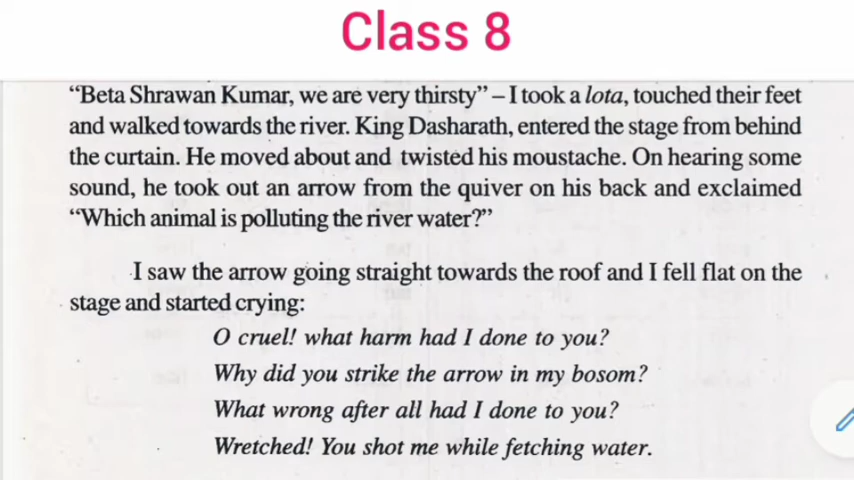 Class 8
“Beta Shrawan Kumar, we are very thirsty” – I took a lota, touched their feet
and walked towards the river. King Dasharath, entered the stage from behind
the curtain. He moved about and twisted his moustache. On hearing some
sound, he took out an arrow from the quiver on his back and exclaimed
“Which animal is polluting the river water?”
I saw the arrow going straight towards the roof and I fell flat on the
stage and started crying:
O cruel! what harm had I done to you?
Why did you strike the arrow in my bosom?
What wrong after all had I done to you?
Wretched! You shot me while fetching water.